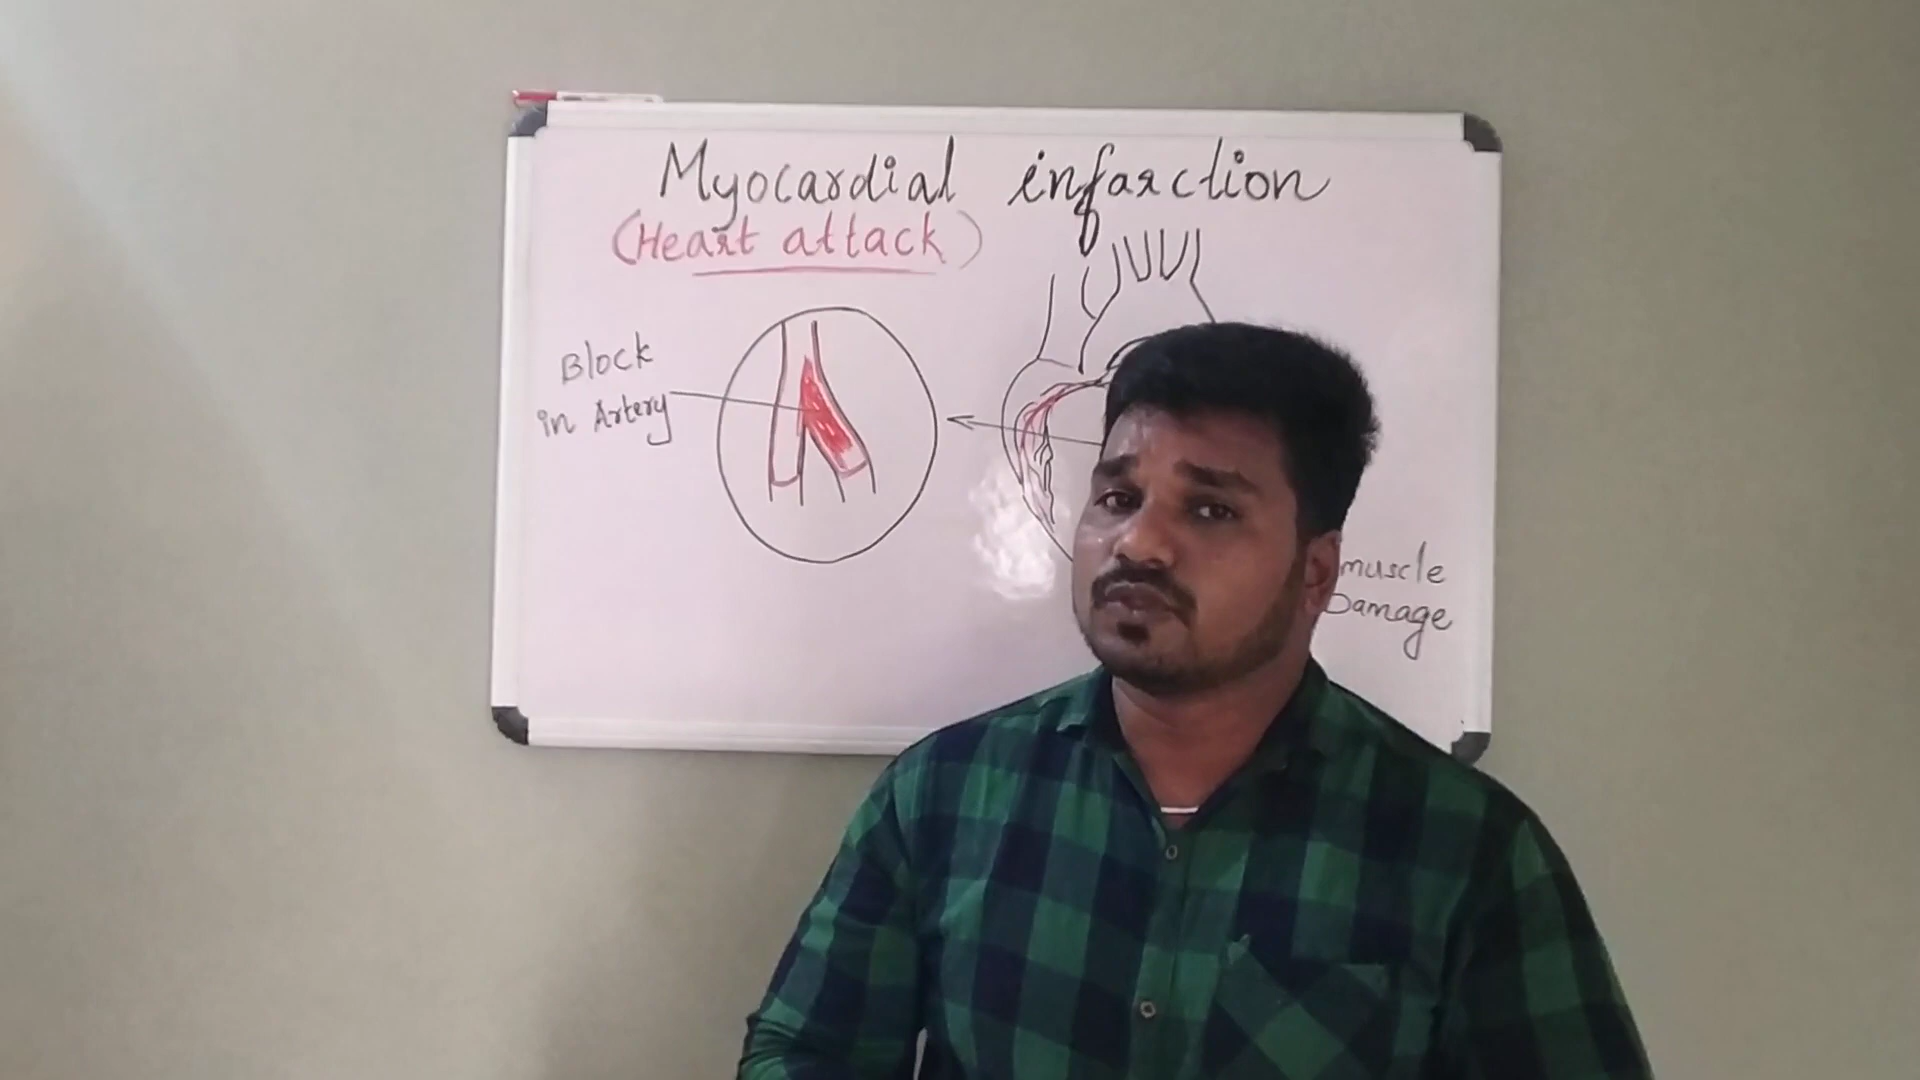 Myocardial infarction
(Heart attack)
Block
in Artery
muscle
Damage